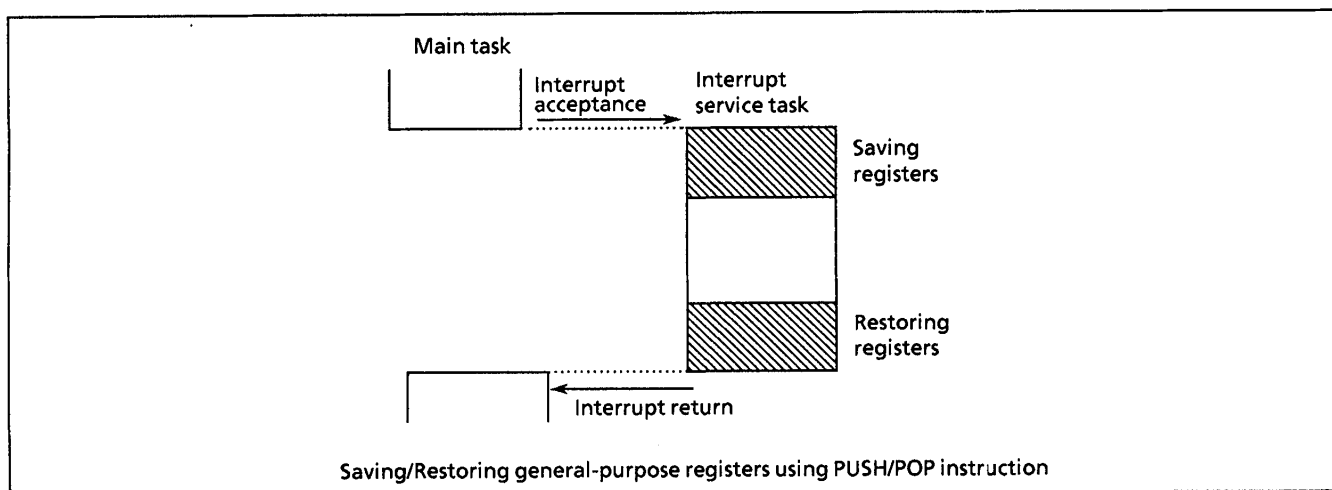 Main task
Interrupt
acceptance
Interrupt
service task
Saving
registers
Restoring
registers
Interrupt return
Saving/Restoring general-purpose registers using PUSH/POP instruction